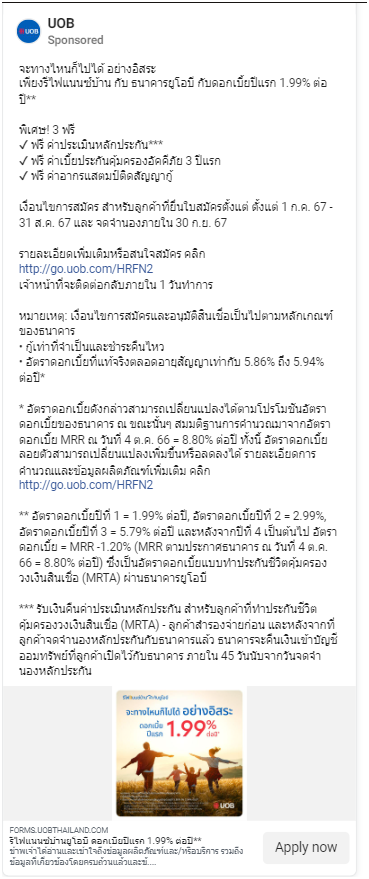 UOB
UOB
Sponsored
จะทางไหนก็ไปได้ อย่างอิสระ
เพียงรีไฟแนนซ์บ้าน กับ ธนาคารยูโอบี กับดอกเบี้ยปีแรก 1.99% ต่อ
ปี**
พิเศษ! 3 ฟรี
✓ ฟรี ค่าประเมินหลักประกัน***
✓ ฟรี ค่าเบี้ยประกันคุ้มครองอัคคีภัย 3 ปีแรก
✓ ฟรี ค่าอากรแสตมป์ติดสัญญากู้
เงื่อนไขการสมัคร สำหรับลูกค้าที่ยื่นใบสมัครตั้งแต่ ตั้งแต่ 1 ก.ค. 67 -
31 ส.ค. 67 และ จดจำนองภายใน 30 ก.ย. 67
รายละเอียดเพิ่มเติมหรือสนใจสมัคร คลิก
http://go.uob.com/HRFN2
เจ้าหน้าที่จะติดต่อกลับภายใน 1 วันทำการ
หมายเหตุ: เงื่อนไขการสมัครและอนุมัติสินเชื่อเป็นไปตามหลักเกณฑ์
ของธนาคาร
• กู้เท่าที่จำเป็นและชำระคืนไหว
• อัตราดอกเบี้ยที่แท้จริงตลอดอายุสัญญาเท่ากับ 5.86% ถึง 5.94%
ต่อปี*
* อัตราดอกเบี้ยดังกล่าวสามารถเปลี่ยนแปลงได้ตามโปรโมชันอัตรา
ดอกเบี้ยของธนาคาร ณ ขณะนั้นๆ สมมติฐานการคำนวณมาจากอัตรา
ดอกเบี้ย MRR ณ วันที่ 4 ต.ค. 66 = 8.80% ต่อปี ทั้งนี้ อัตราดอกเบี้ย
ลอยตัวสามารถเปลี่ยนแปลงเพิ่มขึ้นหรือลดลงได้ รายละเอียดการ
คำนวณและข้อมูลผลิตภัณฑ์เพิ่มเติม คลิก
http://go.uob.com/HRFN2
** อัตราดอกเบี้ยปีที่ 1 = 1.99% ต่อปี, อัตราดอกเบี้ยปีที่ 2 = 2.99%,
อัตราดอกเบี้ยปีที่ 3 = 5.79% ต่อปี และหลังจากปีที่ 4 เป็นต้นไป อัตรา
ดอกเบี้ย = MRR -1.20% (MRR ตามประกาศธนาคาร ณ วันที่ 4 ต.ค.
66 = 8.80% ต่อปี) ซึ่งเป็นอัตราดอกเบี้ยแบบทำประกันชีวิตคุ้มครอง
วงเงินสินเชื่อ (MRTA) ผ่านธนาคารยูโอบี
*** รับเงินคืนค่าประเมินหลักประกัน สำหรับลูกค้าที่ทำประกันชีวิต
คุ้มครองวงเงินสินเชื่อ (MRTA) - ลูกค้าสำรองจ่ายก่อน และหลังจากที่
ลูกค้าจดจำนองหลักประกันกับธนาคารแล้ว ธนาคารจะคืนเงินเข้าบัญชี
ออมทรัพย์ที่ลูกค้าเปิดไว้กับธนาคาร ภายใน 45 วันนับจากวันจดจำ
นองหลักประกัน
จะทางไหนก็ไปได้ อย่างอิสระ
ดอกเบี้ย
ปีแรก 1.99% ต่อปี*
UOB
FORMS.UOBTHAILAND.COM
รีไฟแนนซ์บ้านยูโอบี ดอกเบี้ยปีแรก 1.99% ต่อปี**
ข้าพเจ้าได้อ่านและเข้าใจถึงข้อมูลผลิตภัณฑ์และ/หรือบริการ รวมถึง
ข้อมูลที่เกี่ยวข้องโดยครบถ้วนแล้วและข้....
Apply now